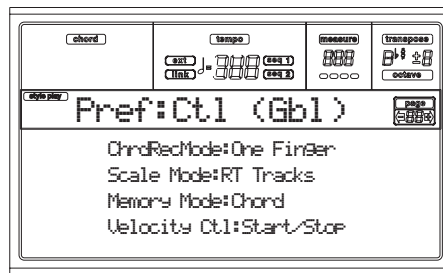 chord
tempo
measure
transpose
ext
link
seq 1
seq 2
octave
style play
Pref:Ctl (Gbl)
page
ChrdRecMode:One Finger
Scale Mode:RT Tracks
Memory Mode:Chord
Velocity Ctl:Start/Stop